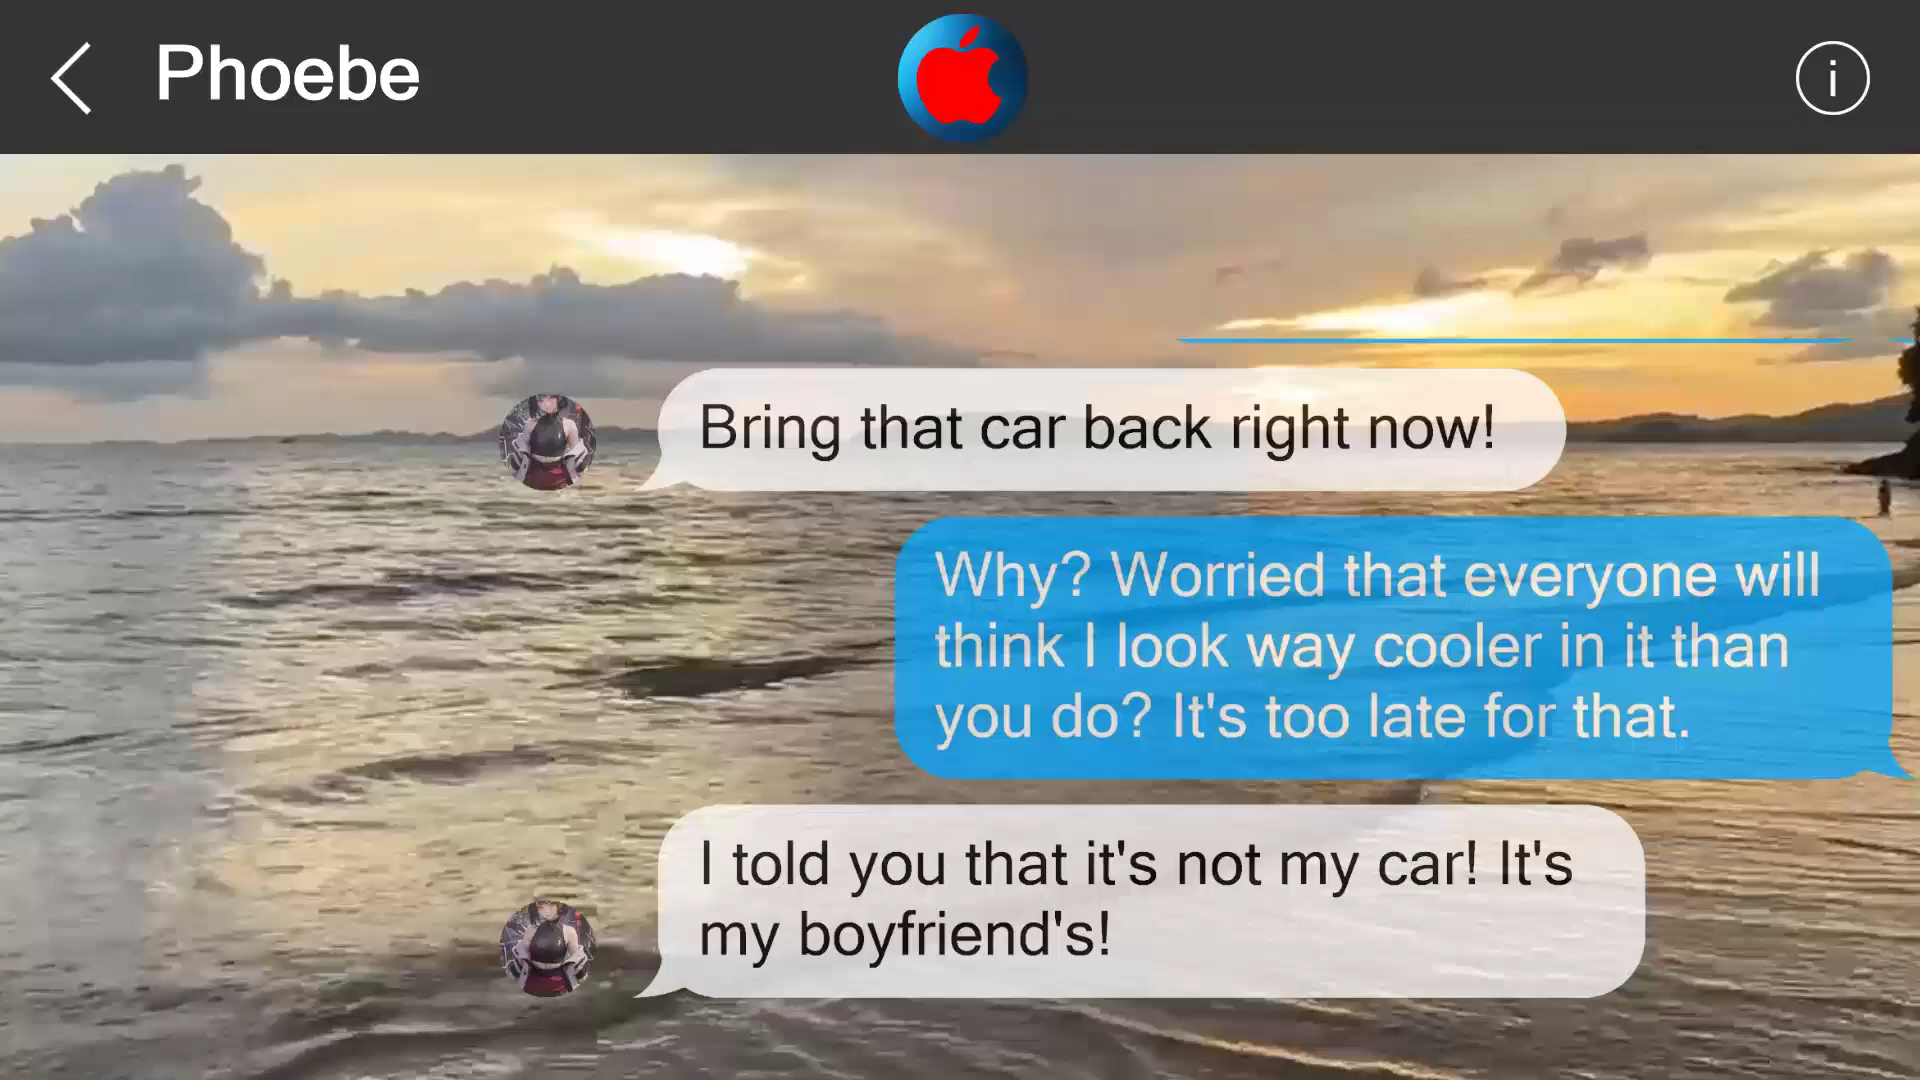 Phoebe
i
Bring that car back right now!
Why? Worried that everyone will
think I look way cooler in it than
you do? It's too late for that.
I told you that it's not my car! It's
my boyfriend's!